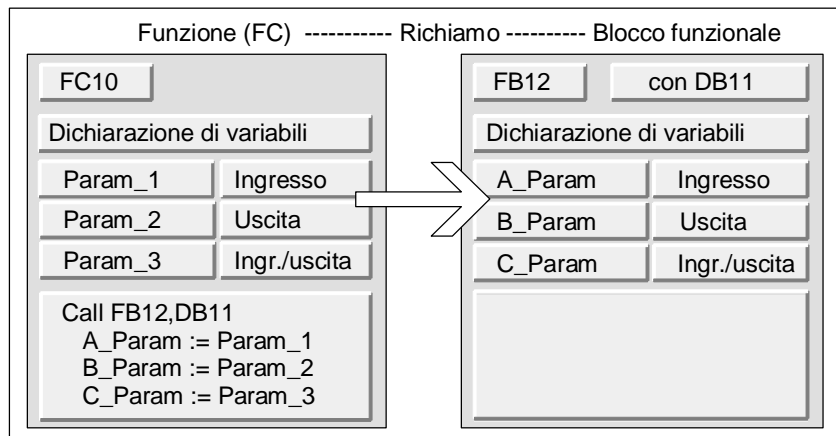 Funzione (FC) ---------- Richiamo ---------- Blocco funzionale
FC10
Dichiarazione di variabili
Param_1 Ingresso
Param_2 Uscita
Param_3 Ingr./uscita
Call FB12,DB11
A_Param := Param_1
B_Param := Param_2
C_Param := Param_3
FB12 con DB11
Dichiarazione di variabili
A_Param Ingresso
B_Param Uscita
C_Param Ingr./uscita